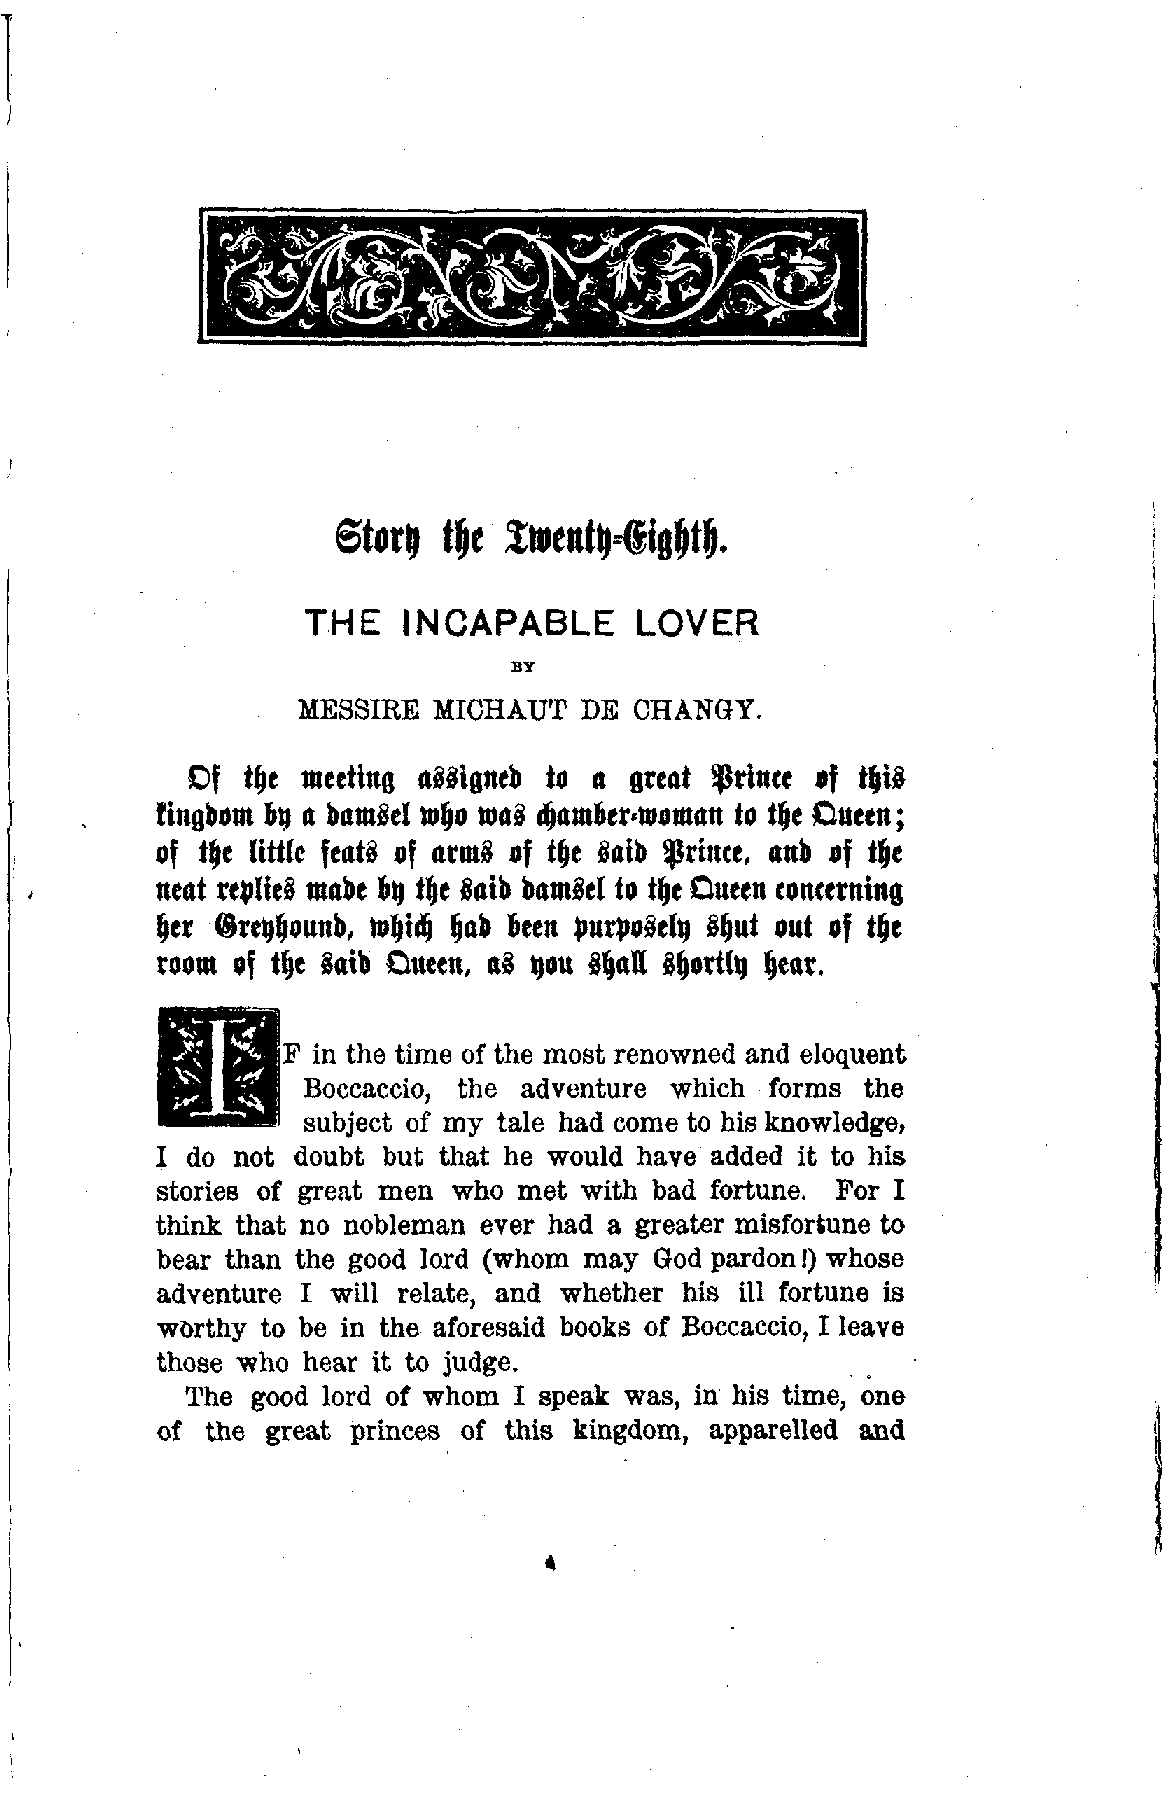 Story the Twenty-Eighth.
THE INCAPABLE LOVER
BY
MESSIRE MICHAUT DE CHANGY.
Of the meeting assigned to a great Prince of this
kingdom by a damsel who was chamber-woman to the Queen;
of the little feats of arms of the said Prince, and of the
neat replies made by the said damsel to the Queen concerning
her Greyhound, which had been purposely shut out of the
room of the said Queen, as you shall shortly hear.
IF in the time of the most renowned and eloquent
Boccaccio, the adventure which forms the
subject of my tale had come to his knowledge,
I do not doubt but that he would have added it to his
stories of great men who met with bad fortune. For I
think that no nobleman ever had a greater misfortune to
bear than the good lord (whom may God pardon!) whose
adventure I will relate, and whether his ill fortune is
worthy to be in the aforesaid books of Boccaccio, I leave
those who hear it to judge.
The good lord of whom I speak was, in his time, one
of the great princes of this kingdom, apparelled and